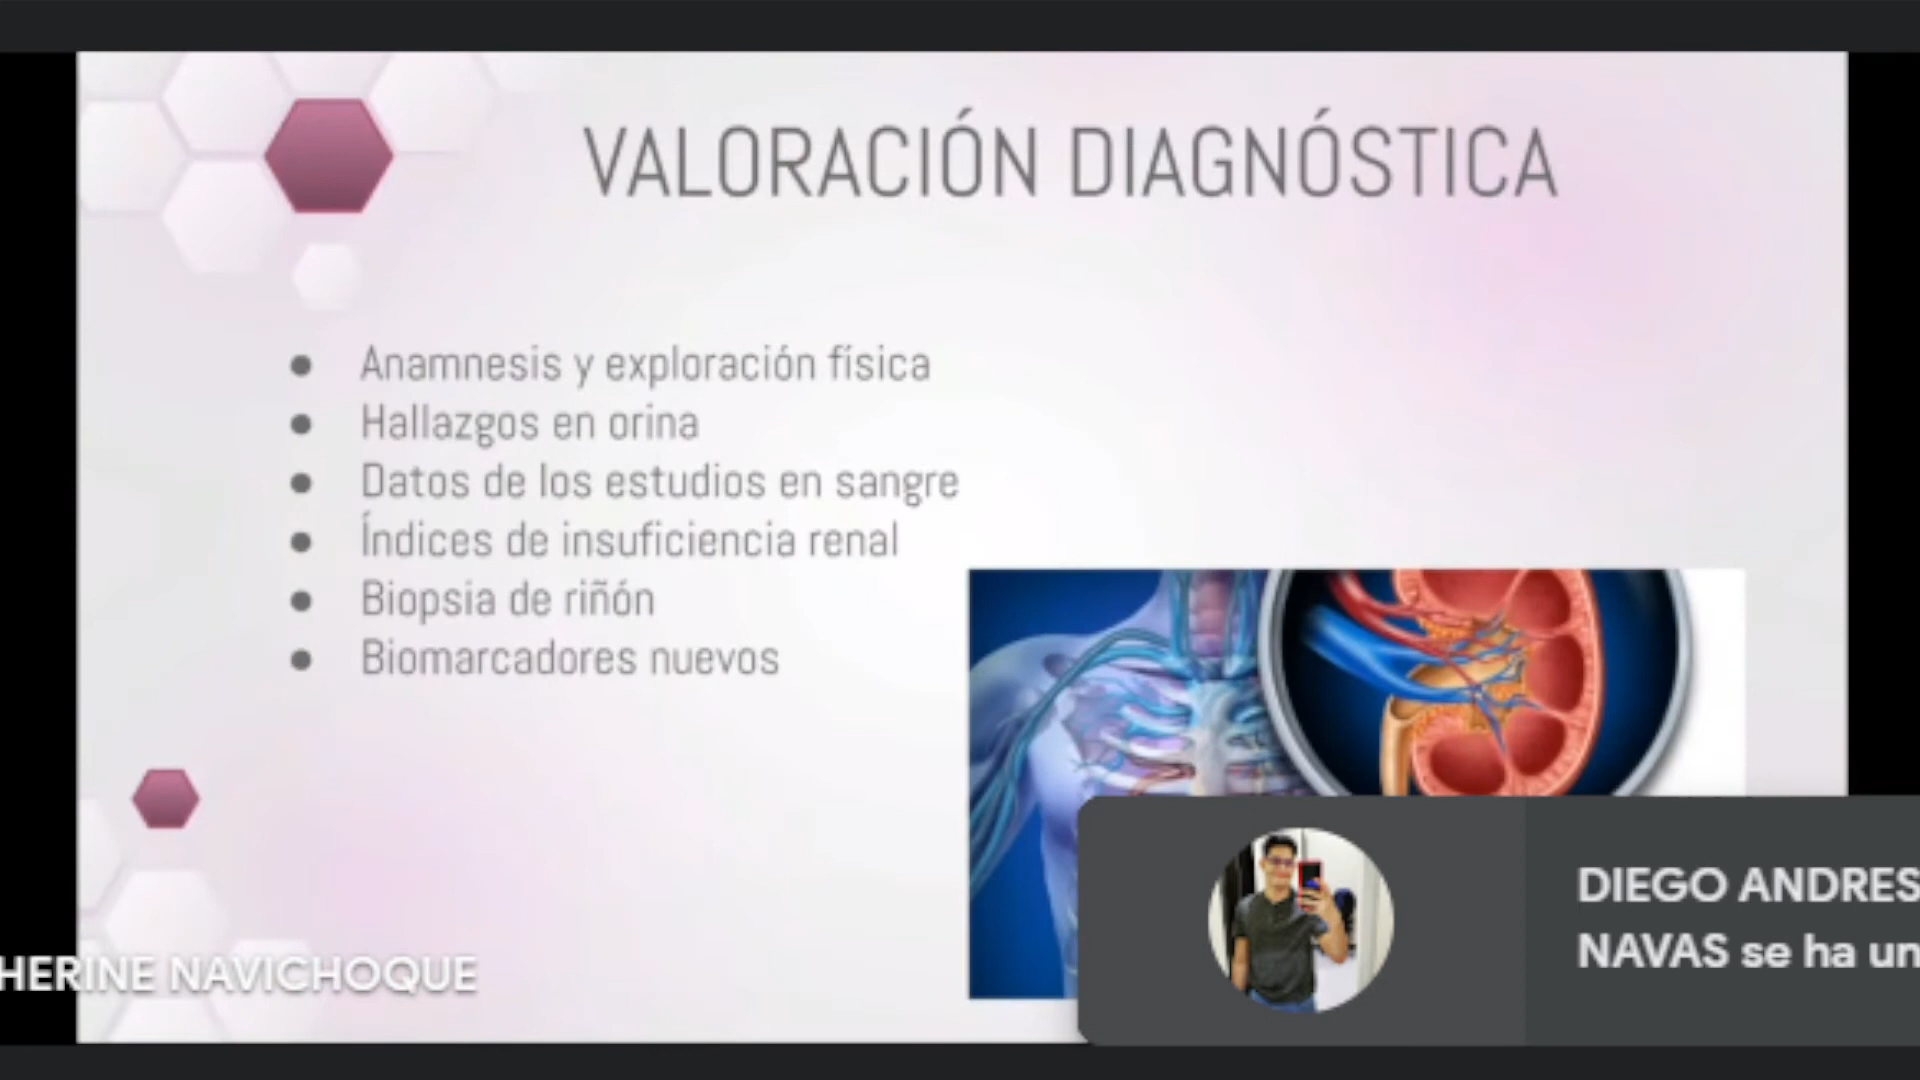 VALORACIÓN DIAGNÓSTICA
Anamnesis y exploración física
Hallazgos en orina
Datos de los estudios en sangre
Índices de insuficiencia renal
Biopsia de riñón
Biomarcadores nuevos
HERINE NAVICHOQUE
DIEGO ANDRES
NAVAS se ha un